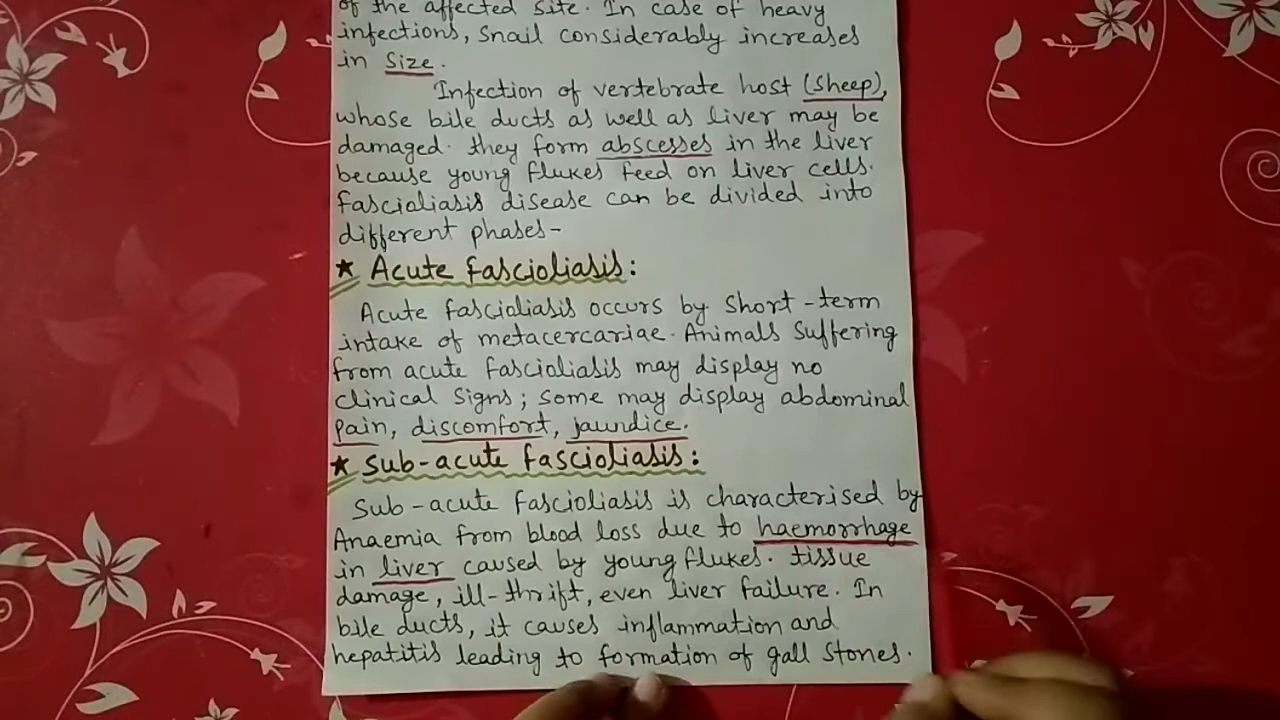 of the affected site. In case of heavy
infections, snail considerably increases
in size.
Infection of vertebrate host (sheep),
whose bile ducts as well as liver may be
damaged. they form abscesses in the liver
because young flukes feed on liver cells.
Fascioliasis disease can be divided into
different phases-
★ Acute fascioliasis:
Acute fascioliasis occurs by short-term
intake of metacercariae. Animals suffering
from acute fascioliasis may display no
clinical signs; some may display abdominal
pain, discomfort, jaundice.
★ Sub-acute fascioliasis:
Sub-acute fascioliasis is characterised by
Anaemia from blood loss due to haemorrhage
in liver caused by young flukes. tissue
damage, ill-thrift, even liver failure. In
bile ducts, it causes inflammation and
hepatitis leading to formation of gall stones.